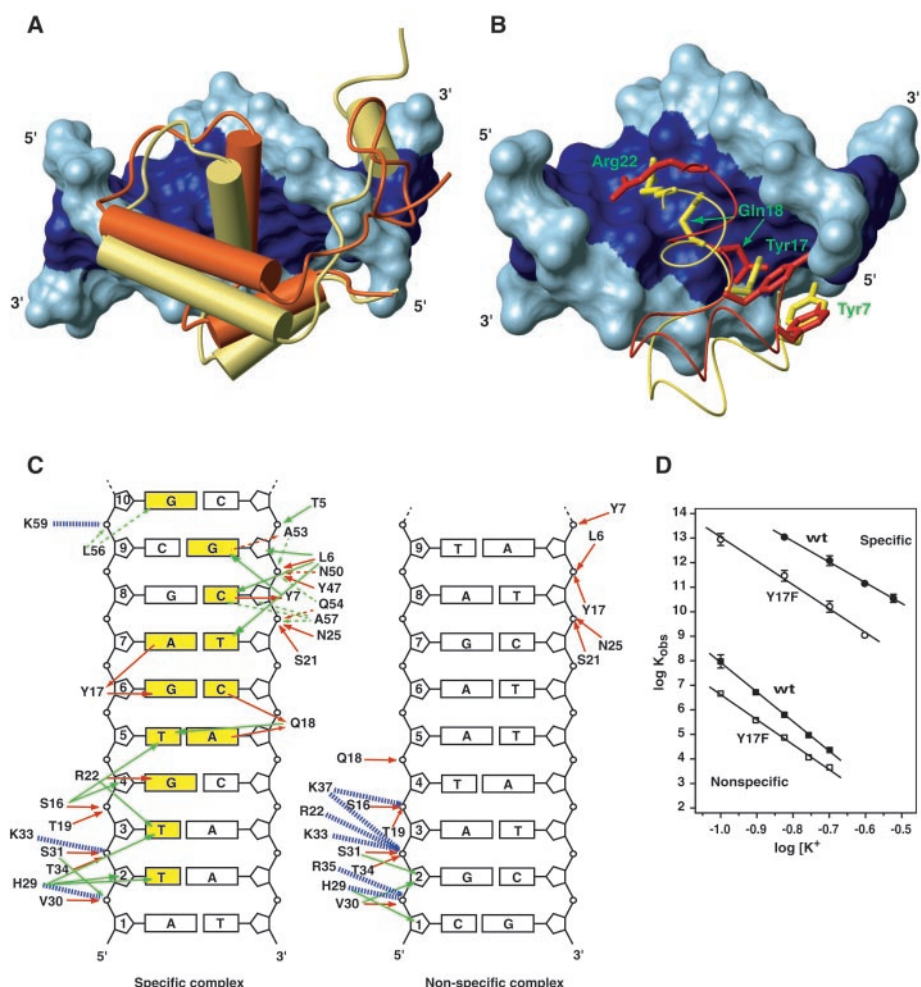 A
B
3'
5'
3'
5'
5'
3'
Arg22
Gln18
Tyr17
5'
3'
Tyr7
C
D
10 G C
K59
T5
A53
L56
9 C G
L6
N50
Y47
8 G C
Y7
Q54
A57
N25
7 A T
S21
Y17
6 G C
Q18
5 T A
R22
4 G C
S16
T19
K33
3 T A
S31
T34
H29
2 T A
V30
1 A T
5' 3'
Specific complex
Y7
L6
9 T A
8 A T
Y17
7 G C
N25
S21
6 A T
5 A T
Q18
4 T A
K37
S16
R22
T19
3 A T
K33
S31
T34
R35
2 G C
H29
V30
1 C G
5' 3'
Non-specific complex
log Kobs
14
13
12
11
10
9
8
7
6
5
4
3
2
wt
Specific
Y17F
wt
Y17F
Nonspecific
-1.0 -0.9 -0.8 -0.7 -0.6 -0.5
log [K+